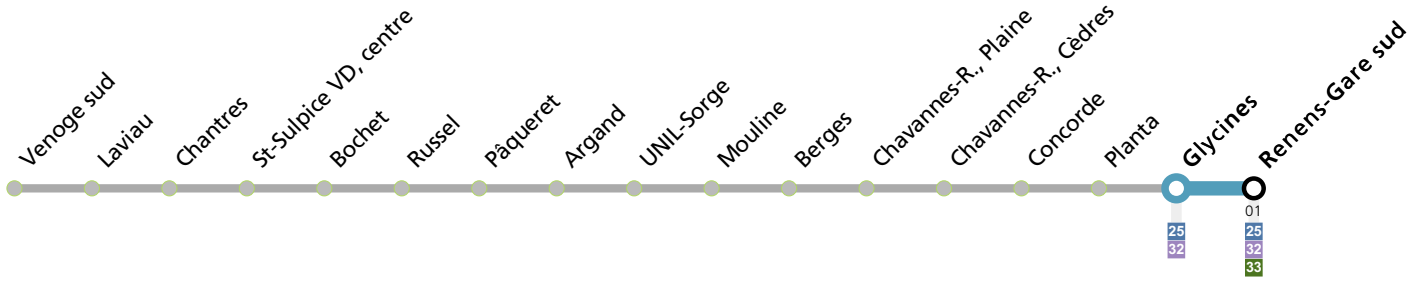 Venoge sud
Laviau
Chantres
St-Sulpice VD, centre
Bochet
Russel
Pâqueret
Argand
UNIL-Sorge
Mouline
Berges
Chavannes-R., Plaine
Chavannes-R., Cèdres
Concorde
Planta
Glycines
Renens-Gare sud
01
25
32
25
32
33